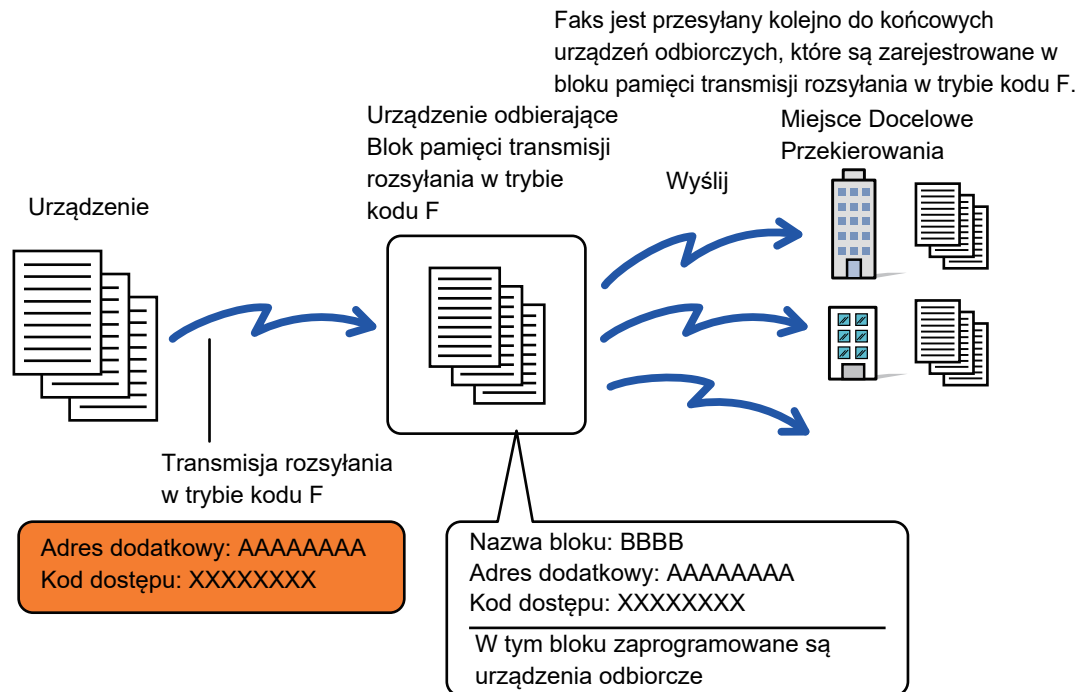 Faks jest przesyłany kolejno do końcowych
urządzeń odbiorczych, które są zarejestrowane w
bloku pamięci transmisji rozsyłania w trybie kodu F.
Urządzenie
Urządzenie odbierające
Blok pamięci transmisji
rozsyłania w trybie
kodu F
Wyślij
Miejsce Docelowe
Przekierowania
Transmisja rozsyłania
w trybie kodu F
Adres dodatkowy: AAAAAAAA
Kod dostępu: XXXXXXXX
Nazwa bloku: BBBB
Adres dodatkowy: AAAAAAAA
Kod dostępu: XXXXXXXX
W tym bloku zaprogramowane są
urządzenia odbiorcze